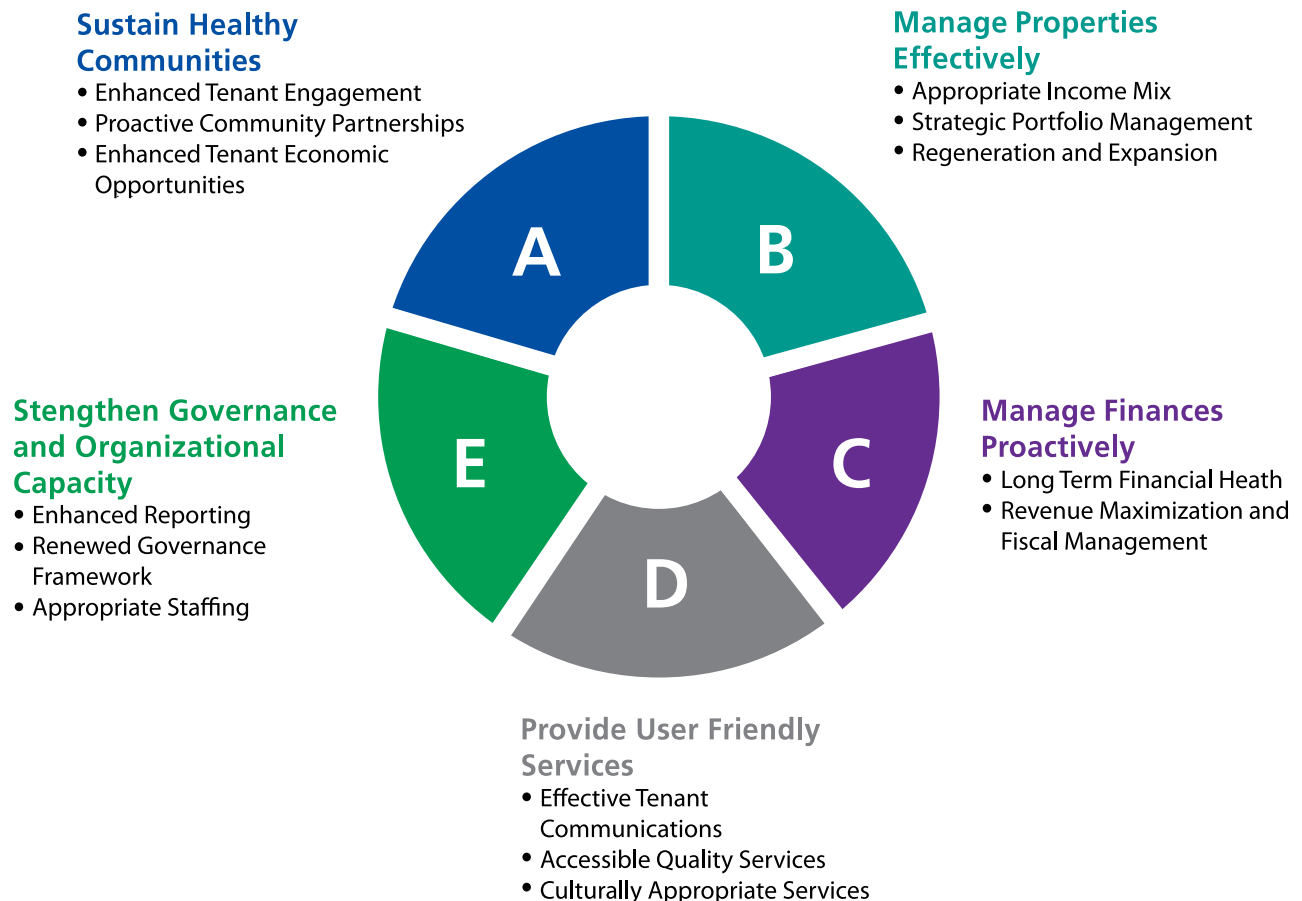 Sustain Healthy
Communities
• Enhanced Tenant Engagement
• Proactive Community Partnerships
• Enhanced Tenant Economic
Opportunities
Manage Properties
Effectively
• Appropriate Income Mix
• Strategic Portfolio Management
• Regeneration and Expansion
A
B
C
D
E
Manage Finances
Proactively
• Long Term Financial Heath
• Revenue Maximization and
Fiscal Management
Provide User Friendly
Services
• Effective Tenant
Communications
• Accessible Quality Services
• Culturally Appropriate Services
Stengthen Governance
and Organizational
Capacity
• Enhanced Reporting
• Renewed Governance
Framework
• Appropriate Staffing